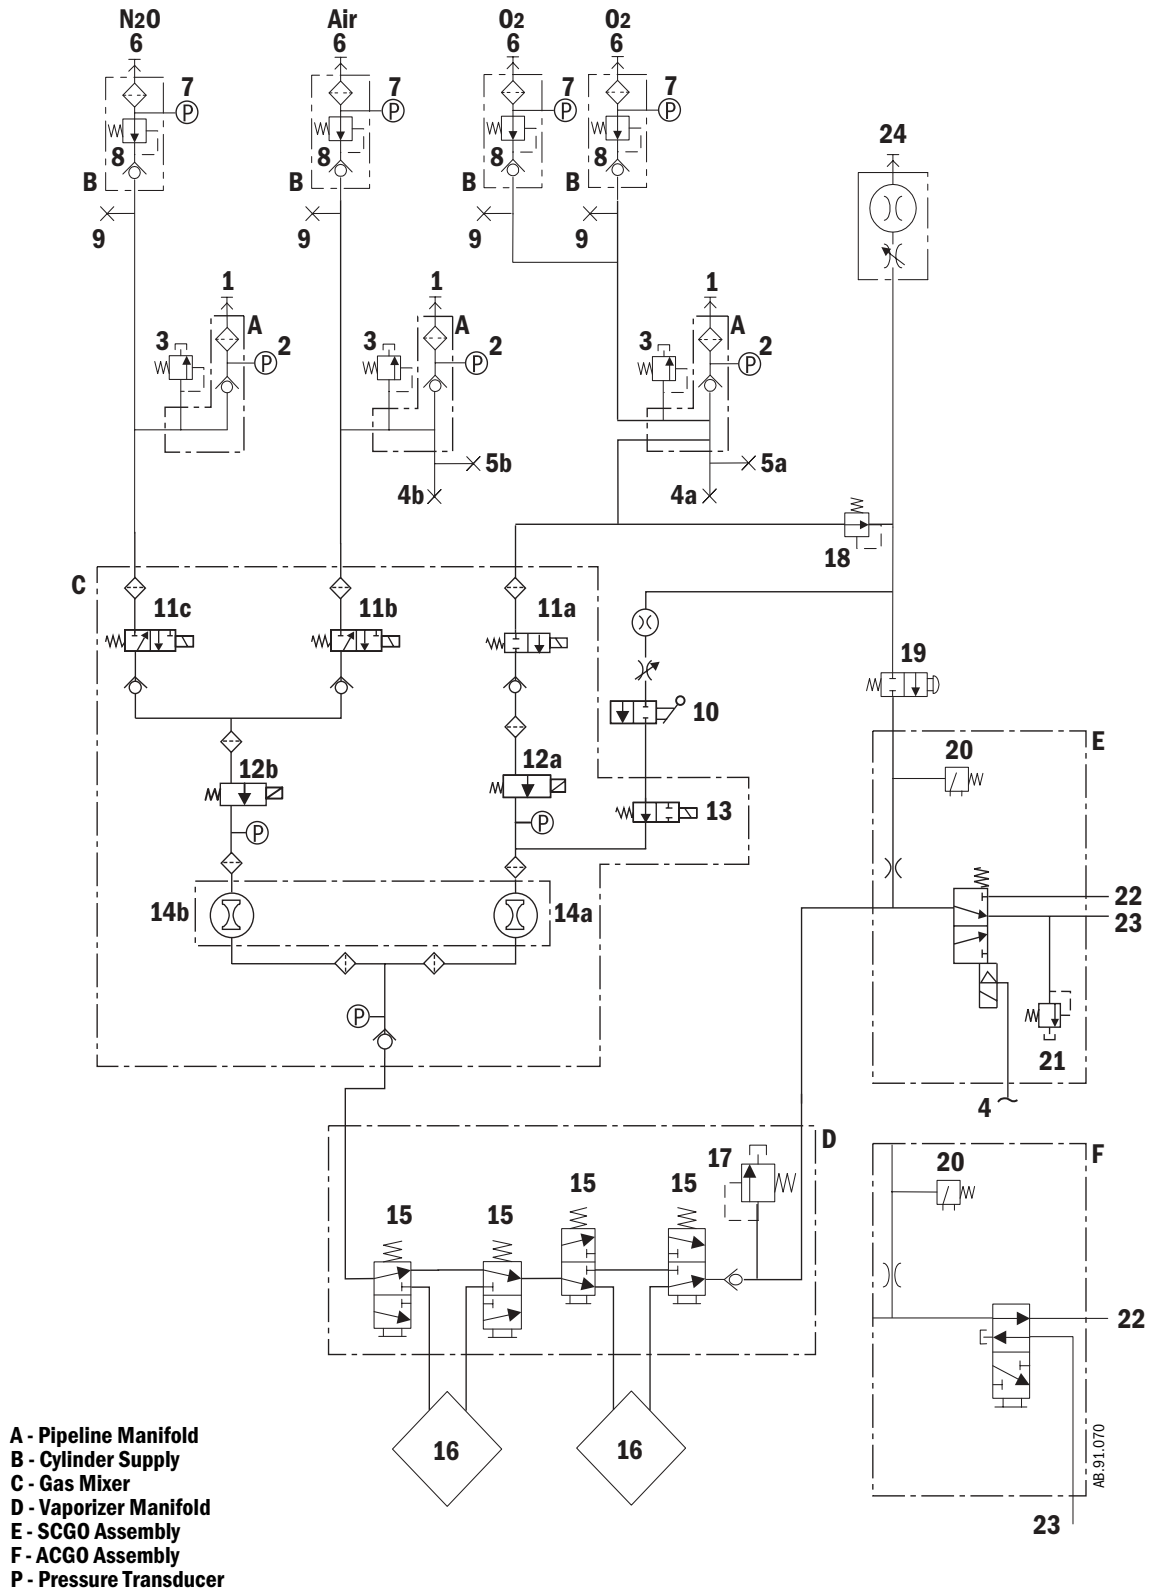 N2O Air O2 O2
6 6 6 6
7 7 7 7
P P P P
24
8 8 8 8
B B B B
9 9 9 9
1 1 1
A A A
3 2 3 2 3 2
P P P
5b 5a
4b 4a
18
C
11c 11b 11a
19
10
E
12b 12a
20
13
P P
14b 14a
22
23
P
21
4
D
F
17
20
15 15
15 15
22
16 16
AB.91.070
23
A - Pipeline Manifold
B - Cylinder Supply
C - Gas Mixer
D - Vaporizer Manifold
E - SCGO Assembly
F - ACGO Assembly
P - Pressure Transducer